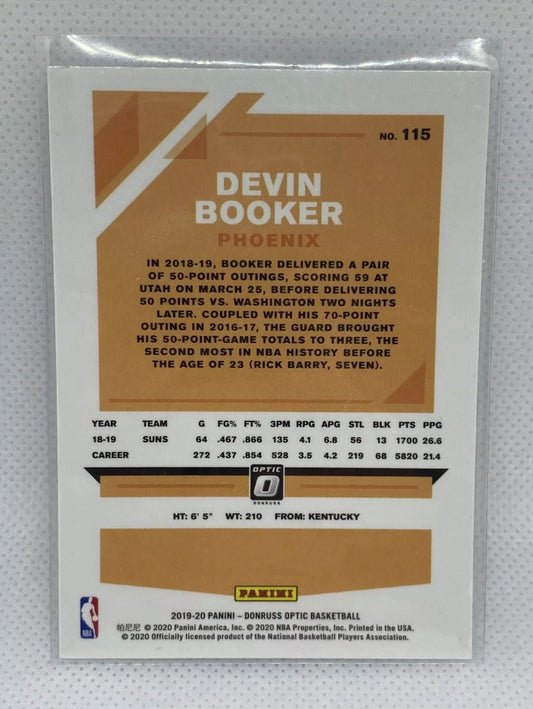 NO. 115
DEVIN
BOOKER
PHOENIX
IN 2018-19, BOOKER DELIVERED A PAIR
OF 50-POINT OUTINGS, SCORING 59 AT
UTAH ON MARCH 25, BEFORE DELIVERING
50 POINTS VS. WASHINGTON TWO NIGHTS
LATER. COUPLED WITH HIS 70-POINT
OUTING IN 2016-17, THE GUARD BROUGHT
HIS 50-POINT-GAME TOTALS TO THREE, THE
SECOND MOST IN NBA HISTORY BEFORE
THE AGE OF 23 (RICK BARRY, SEVEN).
YEAR TEAM G FG% FT% 3PM RPG APG STL BLK PTS PPG
18-19 SUNS 64 .467 .866 135 4.1 6.8 56 13 1700 26.6
CAREER 272 .437 .854 528 3.5 4.2 219 68 5820 21.4
OPTIC
DONRUSS
HT: 6' 5" WT: 210 FROM: KENTUCKY
PANINI
2019-20 PANINI – DONRUSS OPTIC BASKETBALL
帕尼尼 © 2020 Panini America, Inc. © 2020 NBA Properties, Inc. Printed in the USA.
© 2020 Officially licensed product of the National Basketball Players Association.
NBA